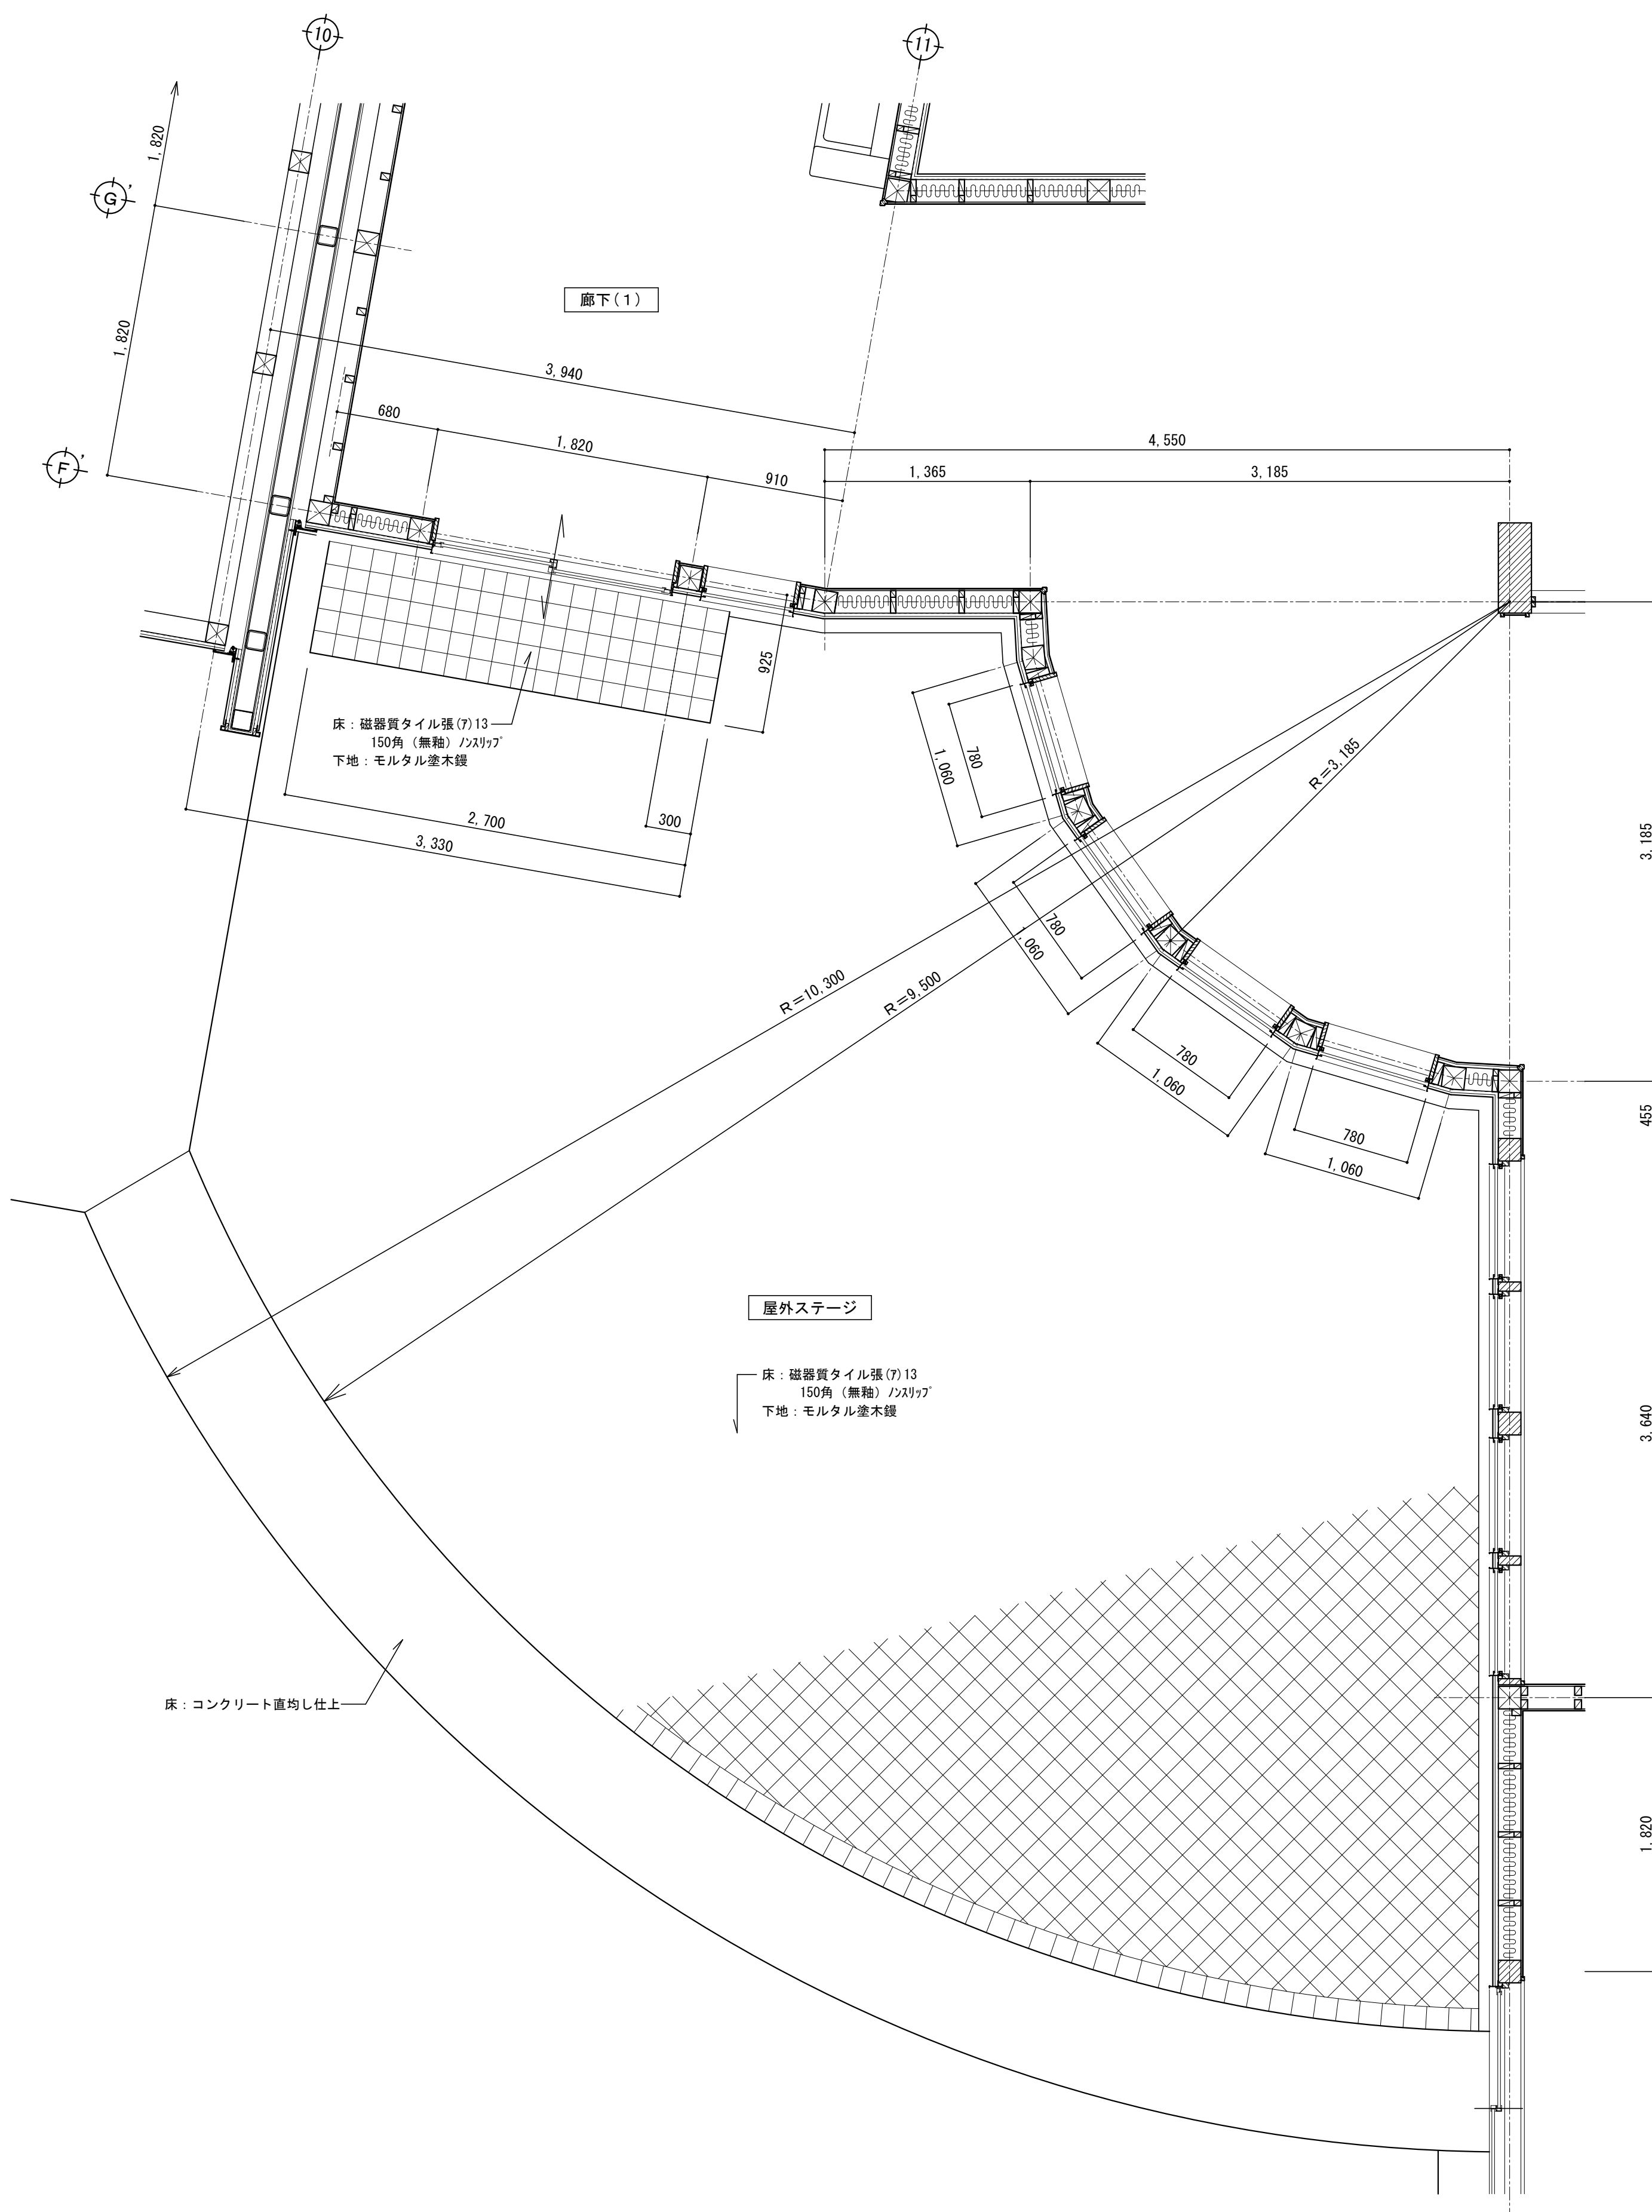 10
11
1,820
G'
廊下(1)
1,820
3,940
680
4,550
1,820
1,365
3,185
F'
910
925
床：磁器質タイル張(ｱ)13
150角（無釉）ﾉﾝｽﾘｯﾌﾟ
下地：モルタル塗木鏝
780
1,060
R＝3,185
2,700
300
3,330
3,185
780
1,060
R＝10,300
R＝9,500
780
1,060
455
780
1,060
屋外ステージ
床：磁器質タイル張(ｱ)13
150角（無釉）ﾉﾝｽﾘｯﾌﾟ
下地：モルタル塗木鏝
3,640
床：コンクリート直均し仕上
1,820